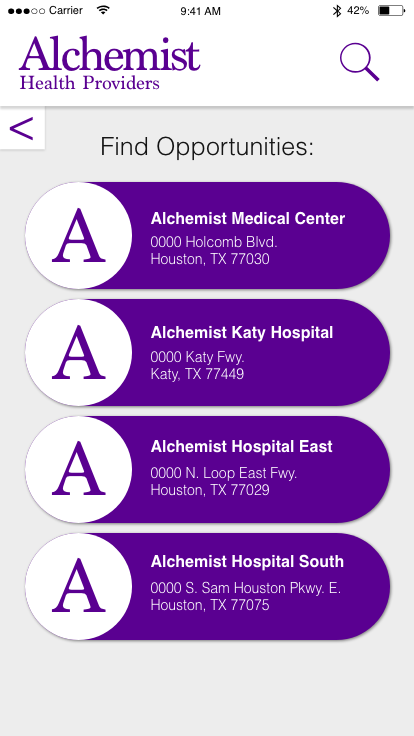 Carrier 9:41 AM 42%
Alchemist
Health Providers
<
Find Opportunities:
A
Alchemist Medical Center
0000 Holcomb Blvd.
Houston, TX 77030
A
Alchemist Katy Hospital
0000 Katy Fwy.
Katy, TX 77449
A
Alchemist Hospital East
0000 N. Loop East Fwy.
Houston, TX 77029
A
Alchemist Hospital South
0000 S. Sam Houston Pkwy. E.
Houston, TX 77075